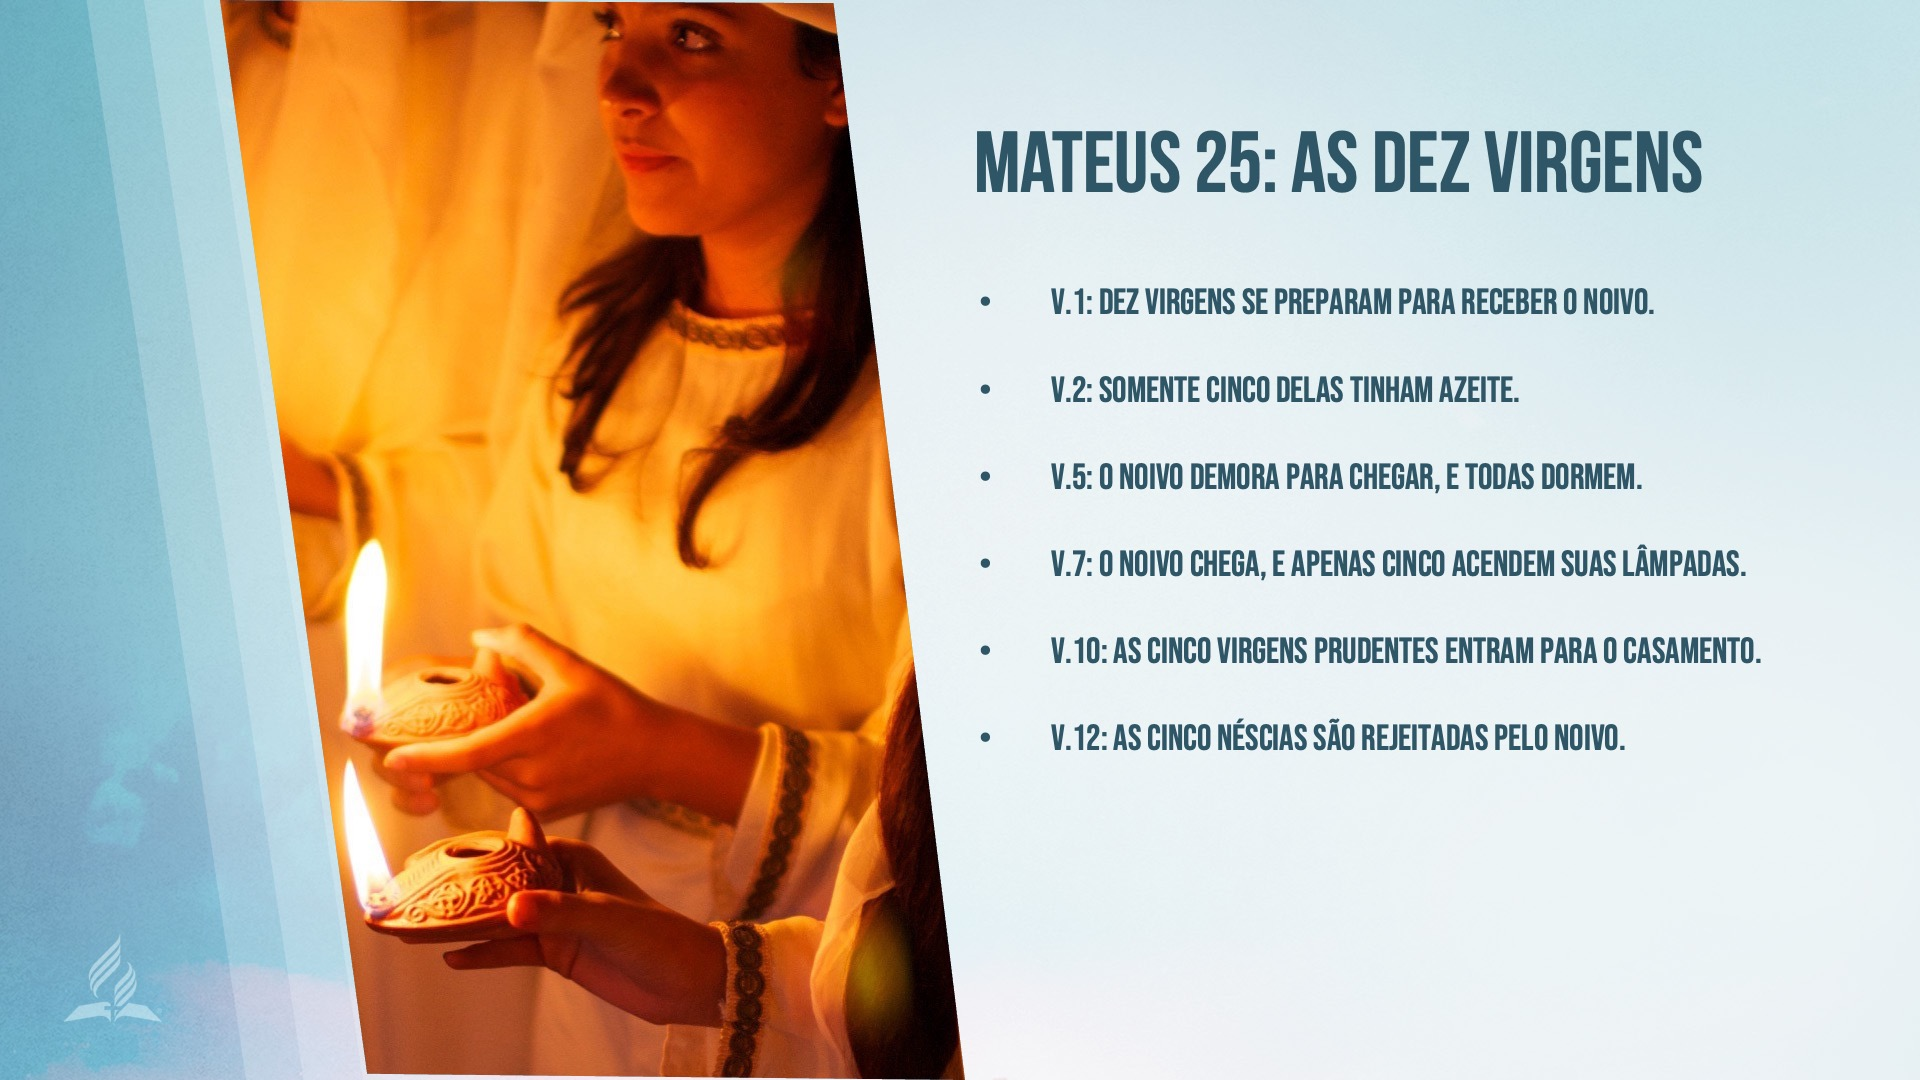 MATEUS 25: AS DEZ VIRGENS
• V.1: DEZ VIRGENS SE PREPARAM PARA RECEBER O NOIVO.
• V.2: SOMENTE CINCO DELAS TINHAM AZEITE.
• V.5: O NOIVO DEMORA PARA CHEGAR, E TODAS DORMEM.
• V.7: O NOIVO CHEGA, E APENAS CINCO ACENDEM SUAS LÂMPADAS.
• V.10: AS CINCO VIRGENS PRUDENTES ENTRAM PARA O CASAMENTO.
• V.12: AS CINCO NÉSCIAS SÃO REJEITADAS PELO NOIVO.